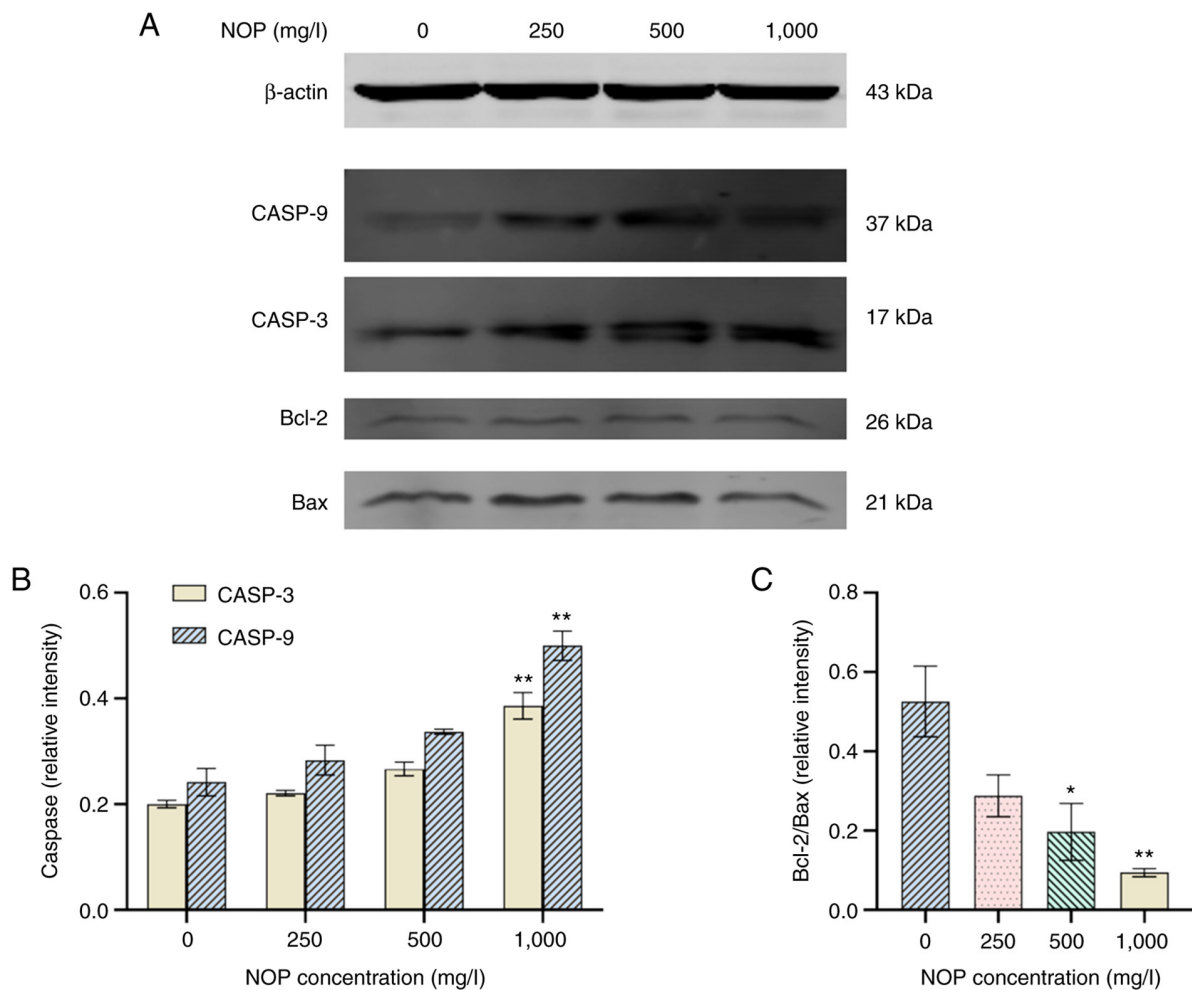 A
NOP (mg/l) 0 250 500 1,000
β-actin 43 kDa
CASP-9 37 kDa
CASP-3 17 kDa
Bcl-2 26 kDa
Bax 21 kDa
B
Caspase (relative intensity)
0.6
0.4
0.2
0.0
CASP-3
CASP-9
**
**
0 250 500 1,000
NOP concentration (mg/l)
C
Bcl-2/Bax (relative intensity)
0.8
0.6
0.4
0.2
0.0
*
**
0 250 500 1,000
NOP concentration (mg/l)